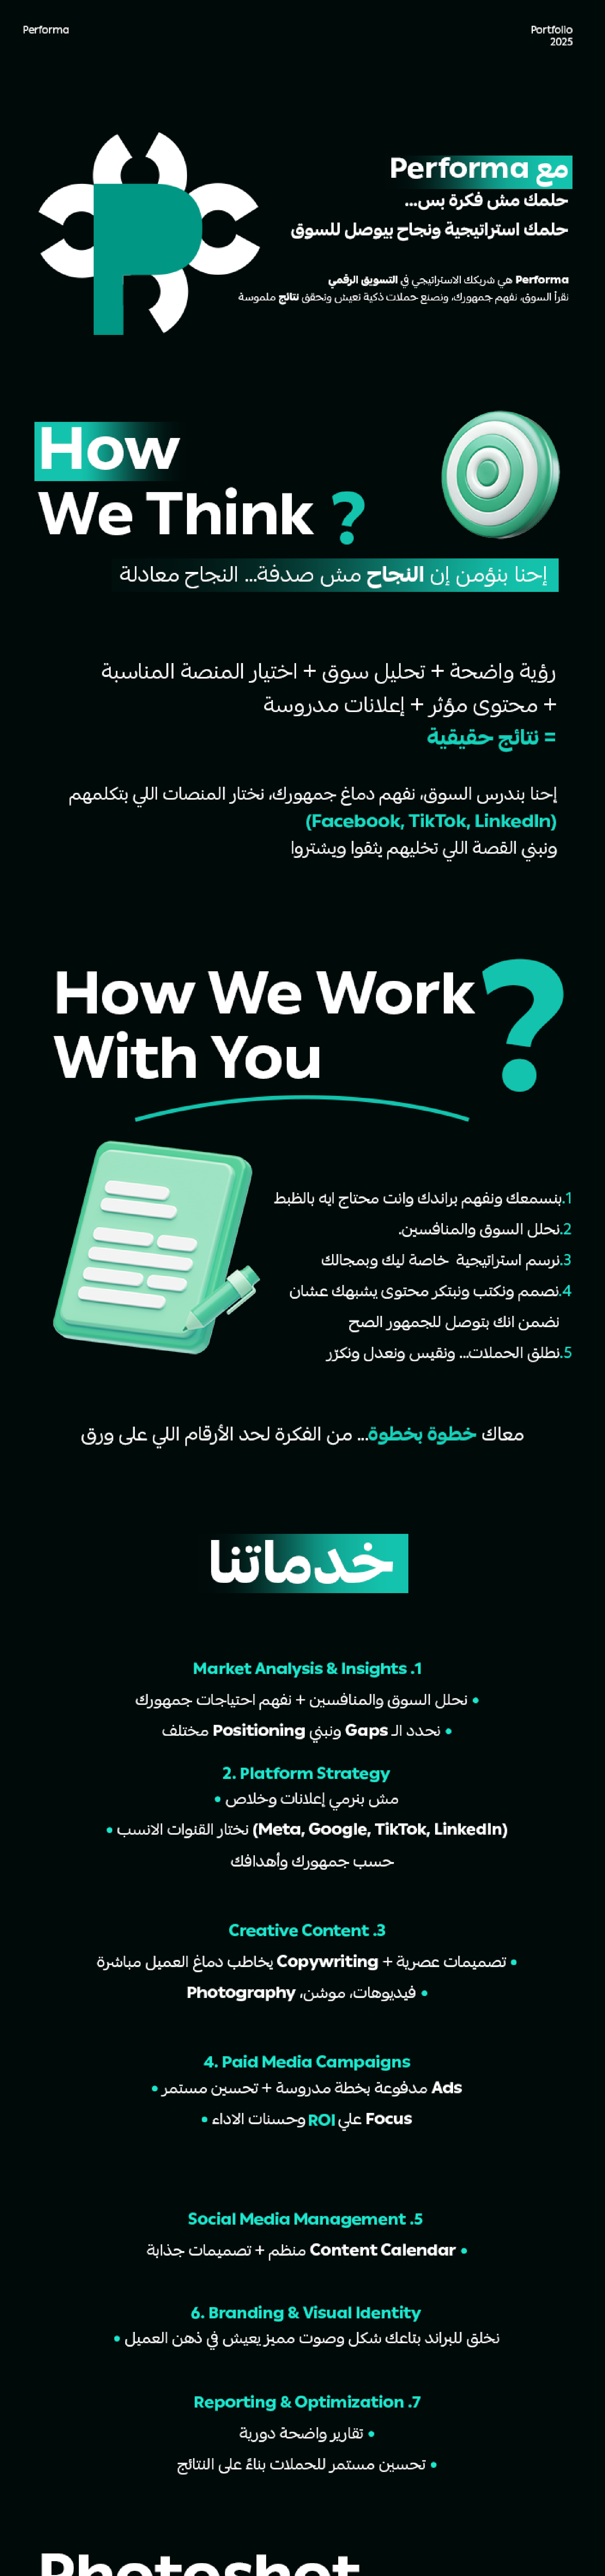 Performa
Portfolio
2025
مع Performa
حلمك مش فكرة بس...
حلمك استراتيجية ونجاح بيوصل للسوق
Performa هي شريكك الاستراتيجي في التسويق الرقمي
نقرأ السوق، نفهم جمهورك، ونصنع حملات ذكية تعيش وتحقق نتائج ملموسة
How
We Think ?
إحنا بنؤمن إن النجاح مش صدفة... النجاح معادلة
رؤية واضحة + تحليل سوق + اختيار المنصة المناسبة
+ محتوى مؤثر + إعلانات مدروسة
= نتائج حقيقية
إحنا بندرس السوق، نفهم دماغ جمهورك، نختار المنصات اللي بتكلمهم
(Facebook, TikTok, LinkedIn)
ونبني القصة اللي تخليهم يثقوا ويشتروا
How We Work
With You ?
1.بنسمعك ونفهم براندك وانت محتاج ايه بالظبط
2.نحلل السوق والمنافسين.
3.نرسم استراتيجية خاصة ليك وبمجالك
4.نصمم ونكتب ونبتكر محتوى يشبهك عشان
نضمن انك بتوصل للجمهور الصح
5.نطلق الحملات... ونقيس ونعدل ونكرّر
معاك خطوة بخطوة... من الفكرة لحد الأرقام اللي على ورق
خدماتنا
Market Analysis & Insights .1
• نحلل السوق والمنافسين + نفهم احتياجات جمهورك
• نحدد الـ Gaps ونبني Positioning مختلف
2. Platform Strategy
مش بنرمي إعلانات وخلاص •
(Meta, Google, TikTok, LinkedIn) نختار القنوات الانسب •
حسب جمهورك وأهدافك
Creative Content .3
• تصميمات عصرية + Copywriting يخاطب دماغ العميل مباشرة
• فيديوهات، موشن، Photography
4. Paid Media Campaigns
Ads مدفوعة بخطة مدروسة + تحسين مستمر •
Focus علي ROI وحسنات الاداء •
Social Media Management .5
• Content Calendar منظم + تصميمات جذابة
6. Branding & Visual Identity
نخلق للبراند بتاعك شكل وصوت مميز يعيش في ذهن العميل •
Reporting & Optimization .7
• تقارير واضحة دورية
• تحسين مستمر للحملات بناءً على النتائج
Photoshot